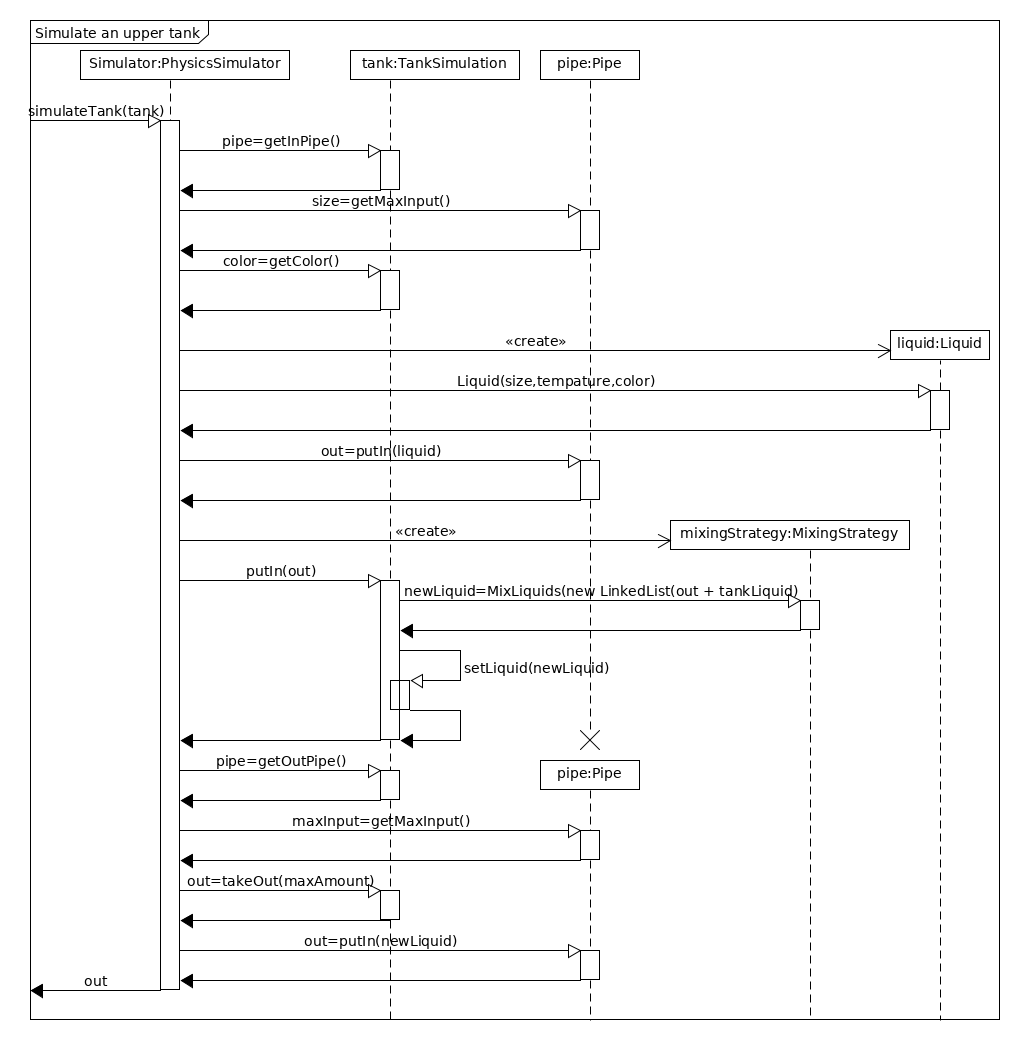 Simulate an upper tank
Simulator:PhysicsSimulator
tank:TankSimulation
pipe:Pipe
simulateTank(tank)
pipe=getInPipe()
size=getMaxInput()
color=getColor()
«create»
liquid:Liquid
Liquid(size,tempature,color)
out=putIn(liquid)
«create»
mixingStrategy:MixingStrategy
putIn(out)
newLiquid=MixLiquids(new LinkedList(out + tankLiquid)
setLiquid(newLiquid)
pipe=getOutPipe()
pipe:Pipe
maxInput=getMaxInput()
out=takeOut(maxAmount)
out=putIn(newLiquid)
out